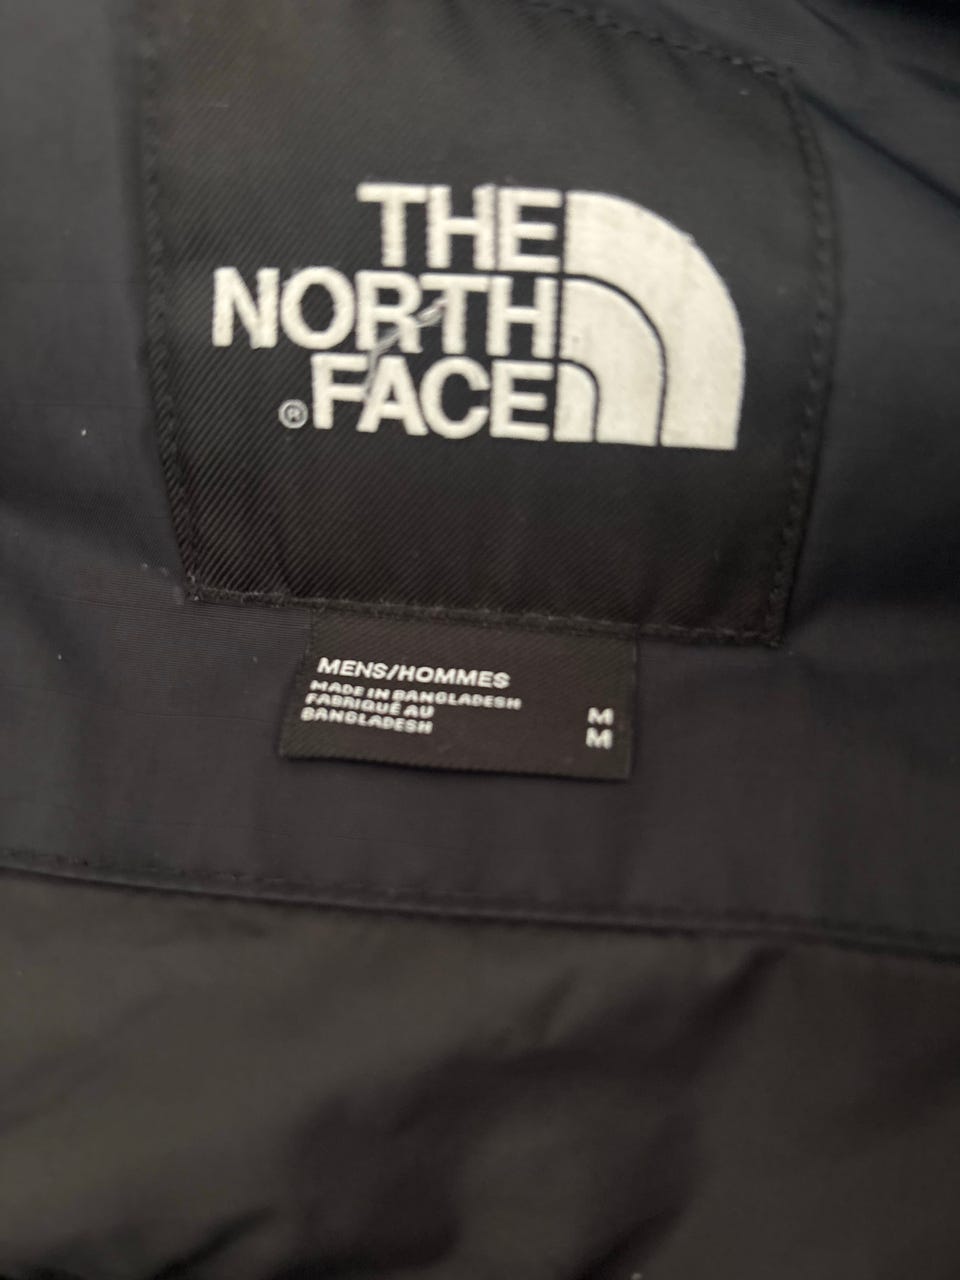 THE
NORTH
®FACE
MENS/HOMMES
MADE IN BANGLADESH
FABRIQUÉ AU
BANGLADESH
M
M